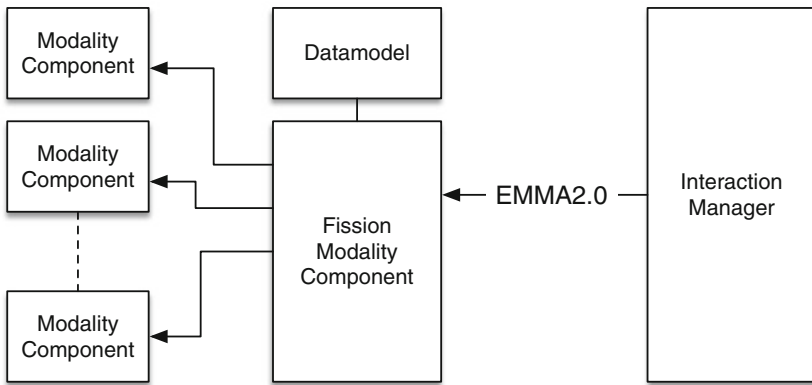 Modality
Component
Datamodel
Modality
Component
EMMA2.0
Interaction
Manager
Fission
Modality
Component
Modality
Component